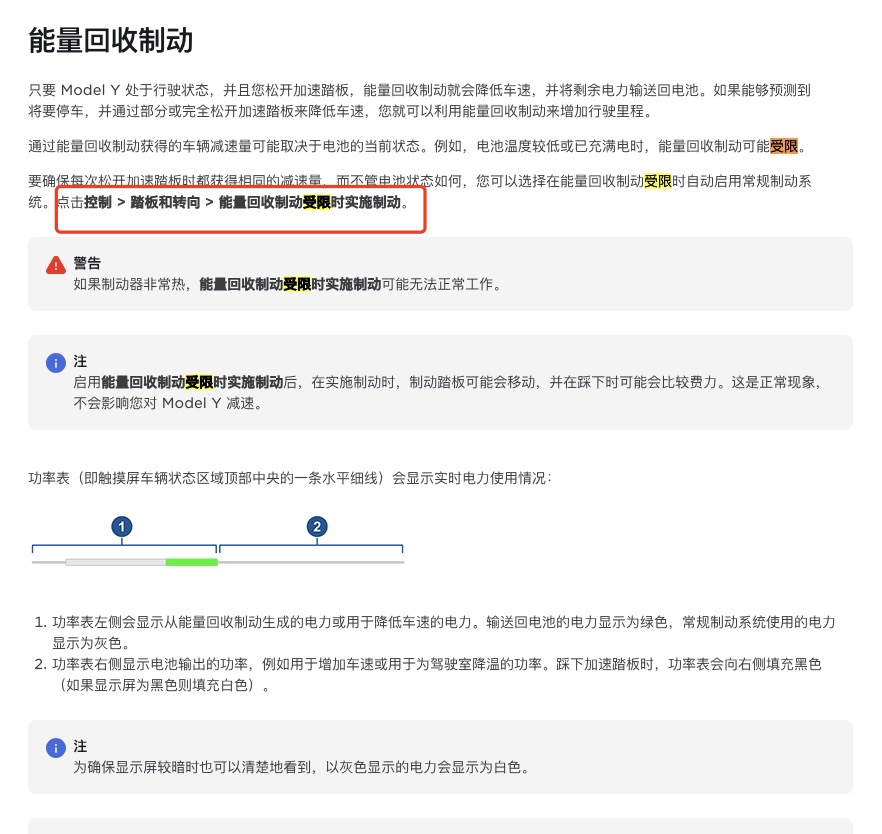 能量回收制动
只要 Model Y 处于行驶状态，并且您松开加速踏板，能量回收制动就会降低车速，并将剩余电力输送回电池。如果能够预测到
将要停车，并通过部分或完全松开加速踏板来降低车速，您就可以利用能量回收制动来增加行驶里程。
通过能量回收制动获得的车辆减速量可能取决于电池的当前状态。例如，电池温度较低或已充满电时，能量回收制动可能受限。
要确保每次松开加速踏板时都获得相同的减速量，而不管电池状态如何，您可以选择在能量回收制动受限时自动启用常规制动系
统。点击控制 > 踏板和转向 > 能量回收制动受限时实施制动。
警告
如果制动器非常热，能量回收制动受限时实施制动可能无法正常工作。
注
启用能量回收制动受限时实施制动后，在实施制动时，制动踏板可能会移动，并在踩下时可能会比较费力。这是正常现象，
不会影响您对 Model Y 减速。
功率表（即触摸屏车辆状态区域顶部中央的一条水平细线）会显示实时电力使用情况：
1 2
1. 功率表左侧会显示从能量回收制动生成的电力或用于降低车速的电力。输送回电池的电力显示为绿色，常规制动系统使用的电力
显示为灰色。
2. 功率表右侧显示电池输出的功率，例如用于增加车速或用于为驾驶室降温的功率。踩下加速踏板时，功率表会向右侧填充黑色
（如果显示屏为黑色则填充白色）。
注
为确保显示屏较暗时也可以清楚地看到，以灰色显示的电力会显示为白色。